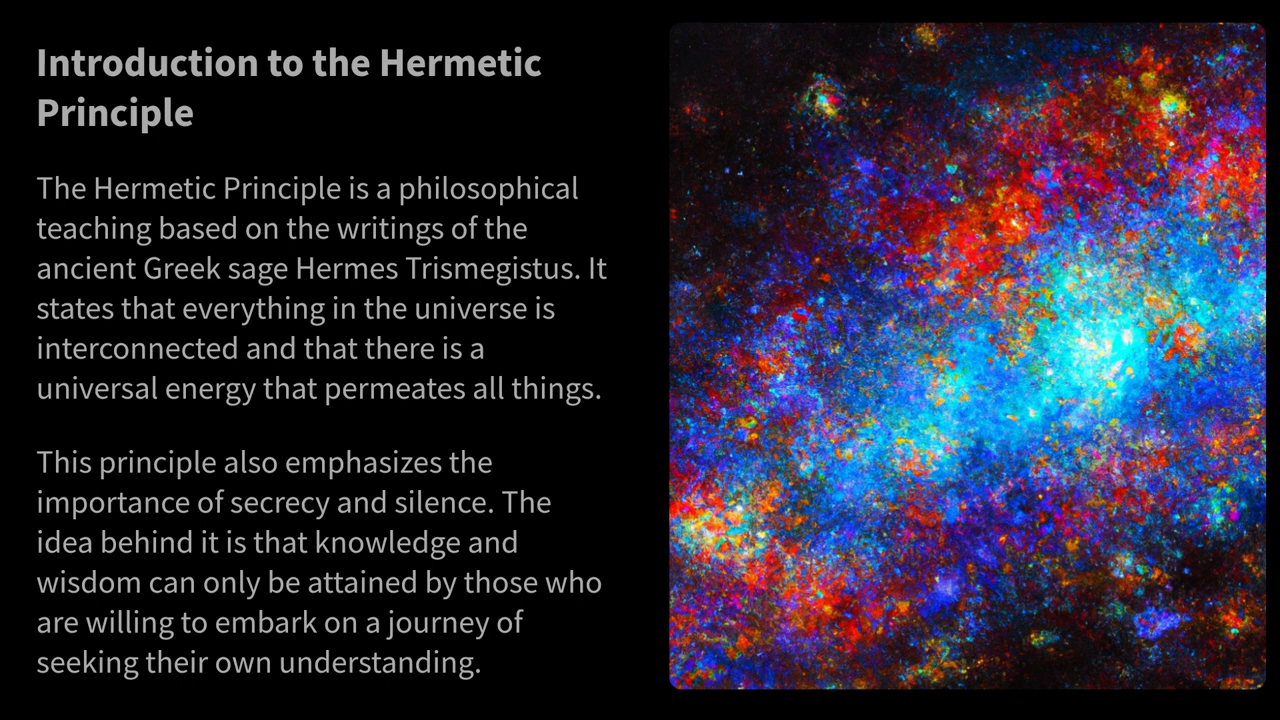 Introduction to the Hermetic
Principle
The Hermetic Principle is a philosophical
teaching based on the writings of the
ancient Greek sage Hermes Trismegistus. It
states that everything in the universe is
interconnected and that there is a
universal energy that permeates all things.
This principle also emphasizes the
importance of secrecy and silence. The
idea behind it is that knowledge and
wisdom can only be attained by those who
are willing to embark on a journey of
seeking their own understanding.